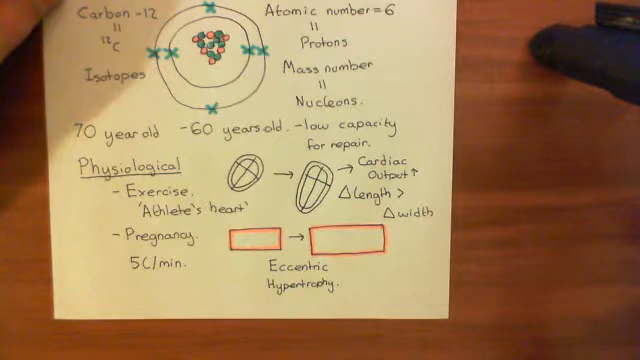 Carbon -12
=
¹²C
Isotopes
Atomic number = 6
=
Protons
Mass number
=
Nucleons.
70 year old - 60 years old. - low capacity
for repair.
Physiological
- Exercise.
'Athlete's heart'
- Pregnancy.
5L/min.
→ Cardiac
Output ↑
Δ length >
Δ width
Eccentric
Hypertrophy.